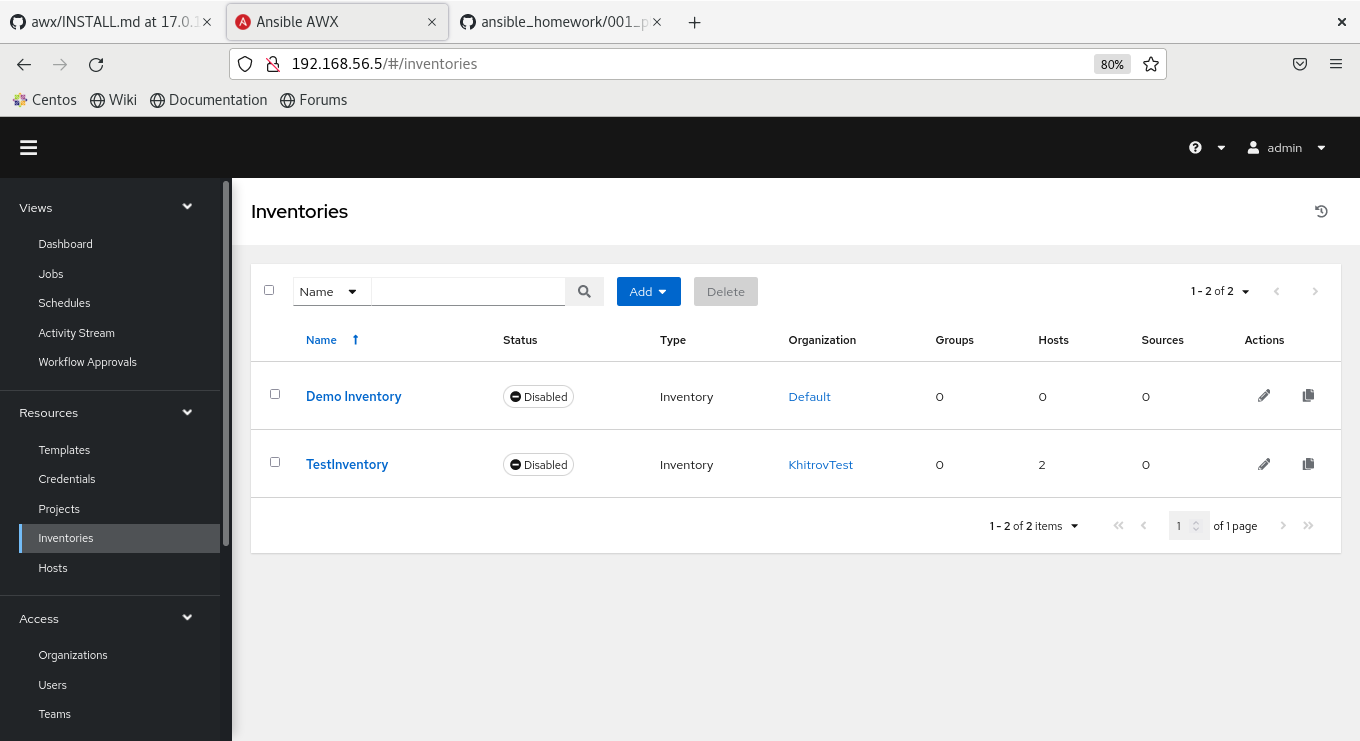 awx/INSTALL.md at 17.0.1
Ansible AWX
ansible_homework/001_p
192.168.56.5/#/inventories
80%
Centos
Wiki
Documentation
Forums
admin
Views
Dashboard
Jobs
Schedules
Activity Stream
Workflow Approvals
Resources
Templates
Credentials
Projects
Inventories
Hosts
Access
Organizations
Users
Teams
Inventories
Name
Add
Delete
1 - 2 of 2
Name Status Type Organization Groups Hosts Sources Actions
Demo Inventory Disabled Inventory Default 0 0 0
TestInventory Disabled Inventory KhitrovTest 0 2 0
1 - 2 of 2 items
1 of 1 page